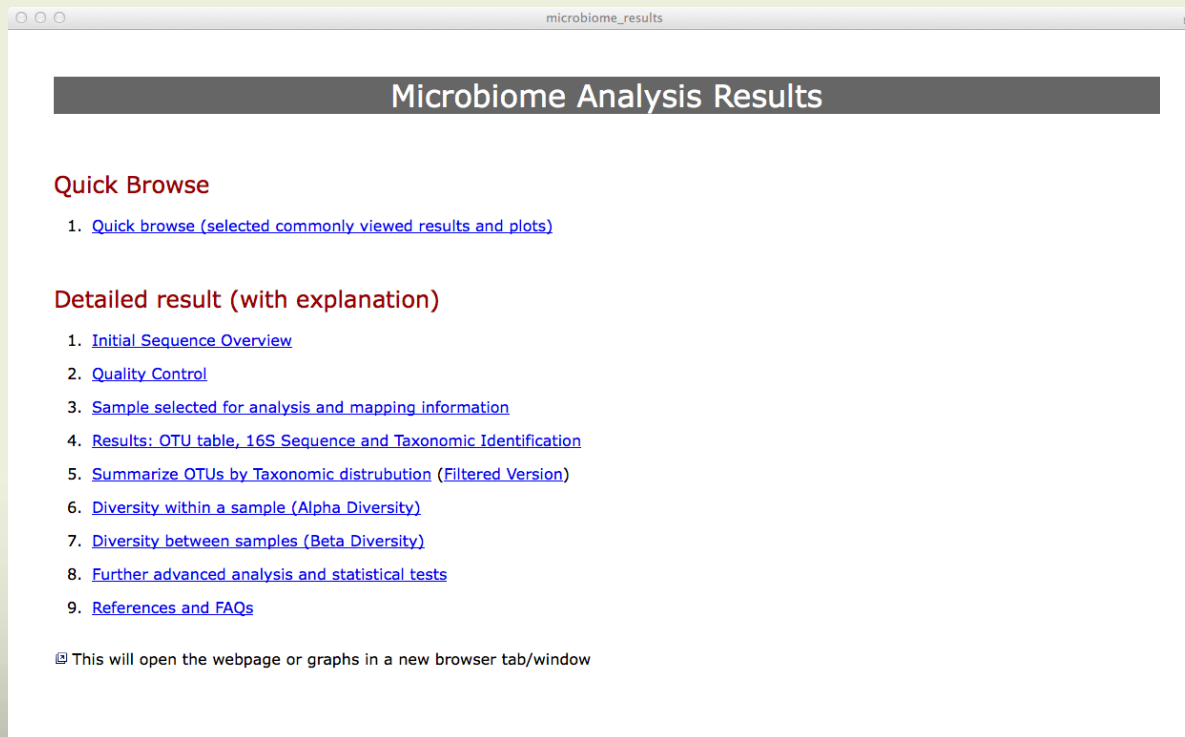 microbiome_results
Microbiome Analysis Results
Quick Browse
1. Quick browse (selected commonly viewed results and plots)
Detailed result (with explanation)
1. Initial Sequence Overview
2. Quality Control
3. Sample selected for analysis and mapping information
4. Results: OTU table, 16S Sequence and Taxonomic Identification
5. Summarize OTUs by Taxonomic distrubution (Filtered Version)
6. Diversity within a sample (Alpha Diversity)
7. Diversity between samples (Beta Diversity)
8. Further advanced analysis and statistical tests
9. References and FAQs
This will open the webpage or graphs in a new browser tab/window